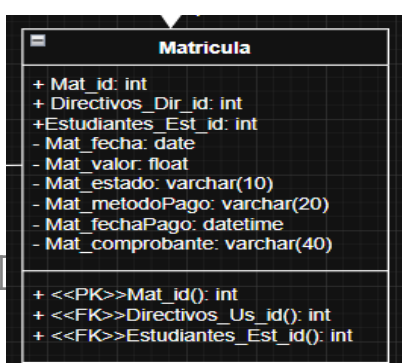 Matricula
+ Mat_id: int
+ Directivos_Dir_id: int
+Estudiantes_Est_id: int
- Mat_fecha: date
- Mat_valor: float
- Mat_estado: varchar(10)
- Mat_metodoPago: varchar(20)
- Mat_fechaPago: datetime
- Mat_comprobante: varchar(40)
+ <<PK>>Mat_id(): int
+ <<FK>>Directivos_Us_id(): int
+ <<FK>>Estudiantes_Est_id(): int